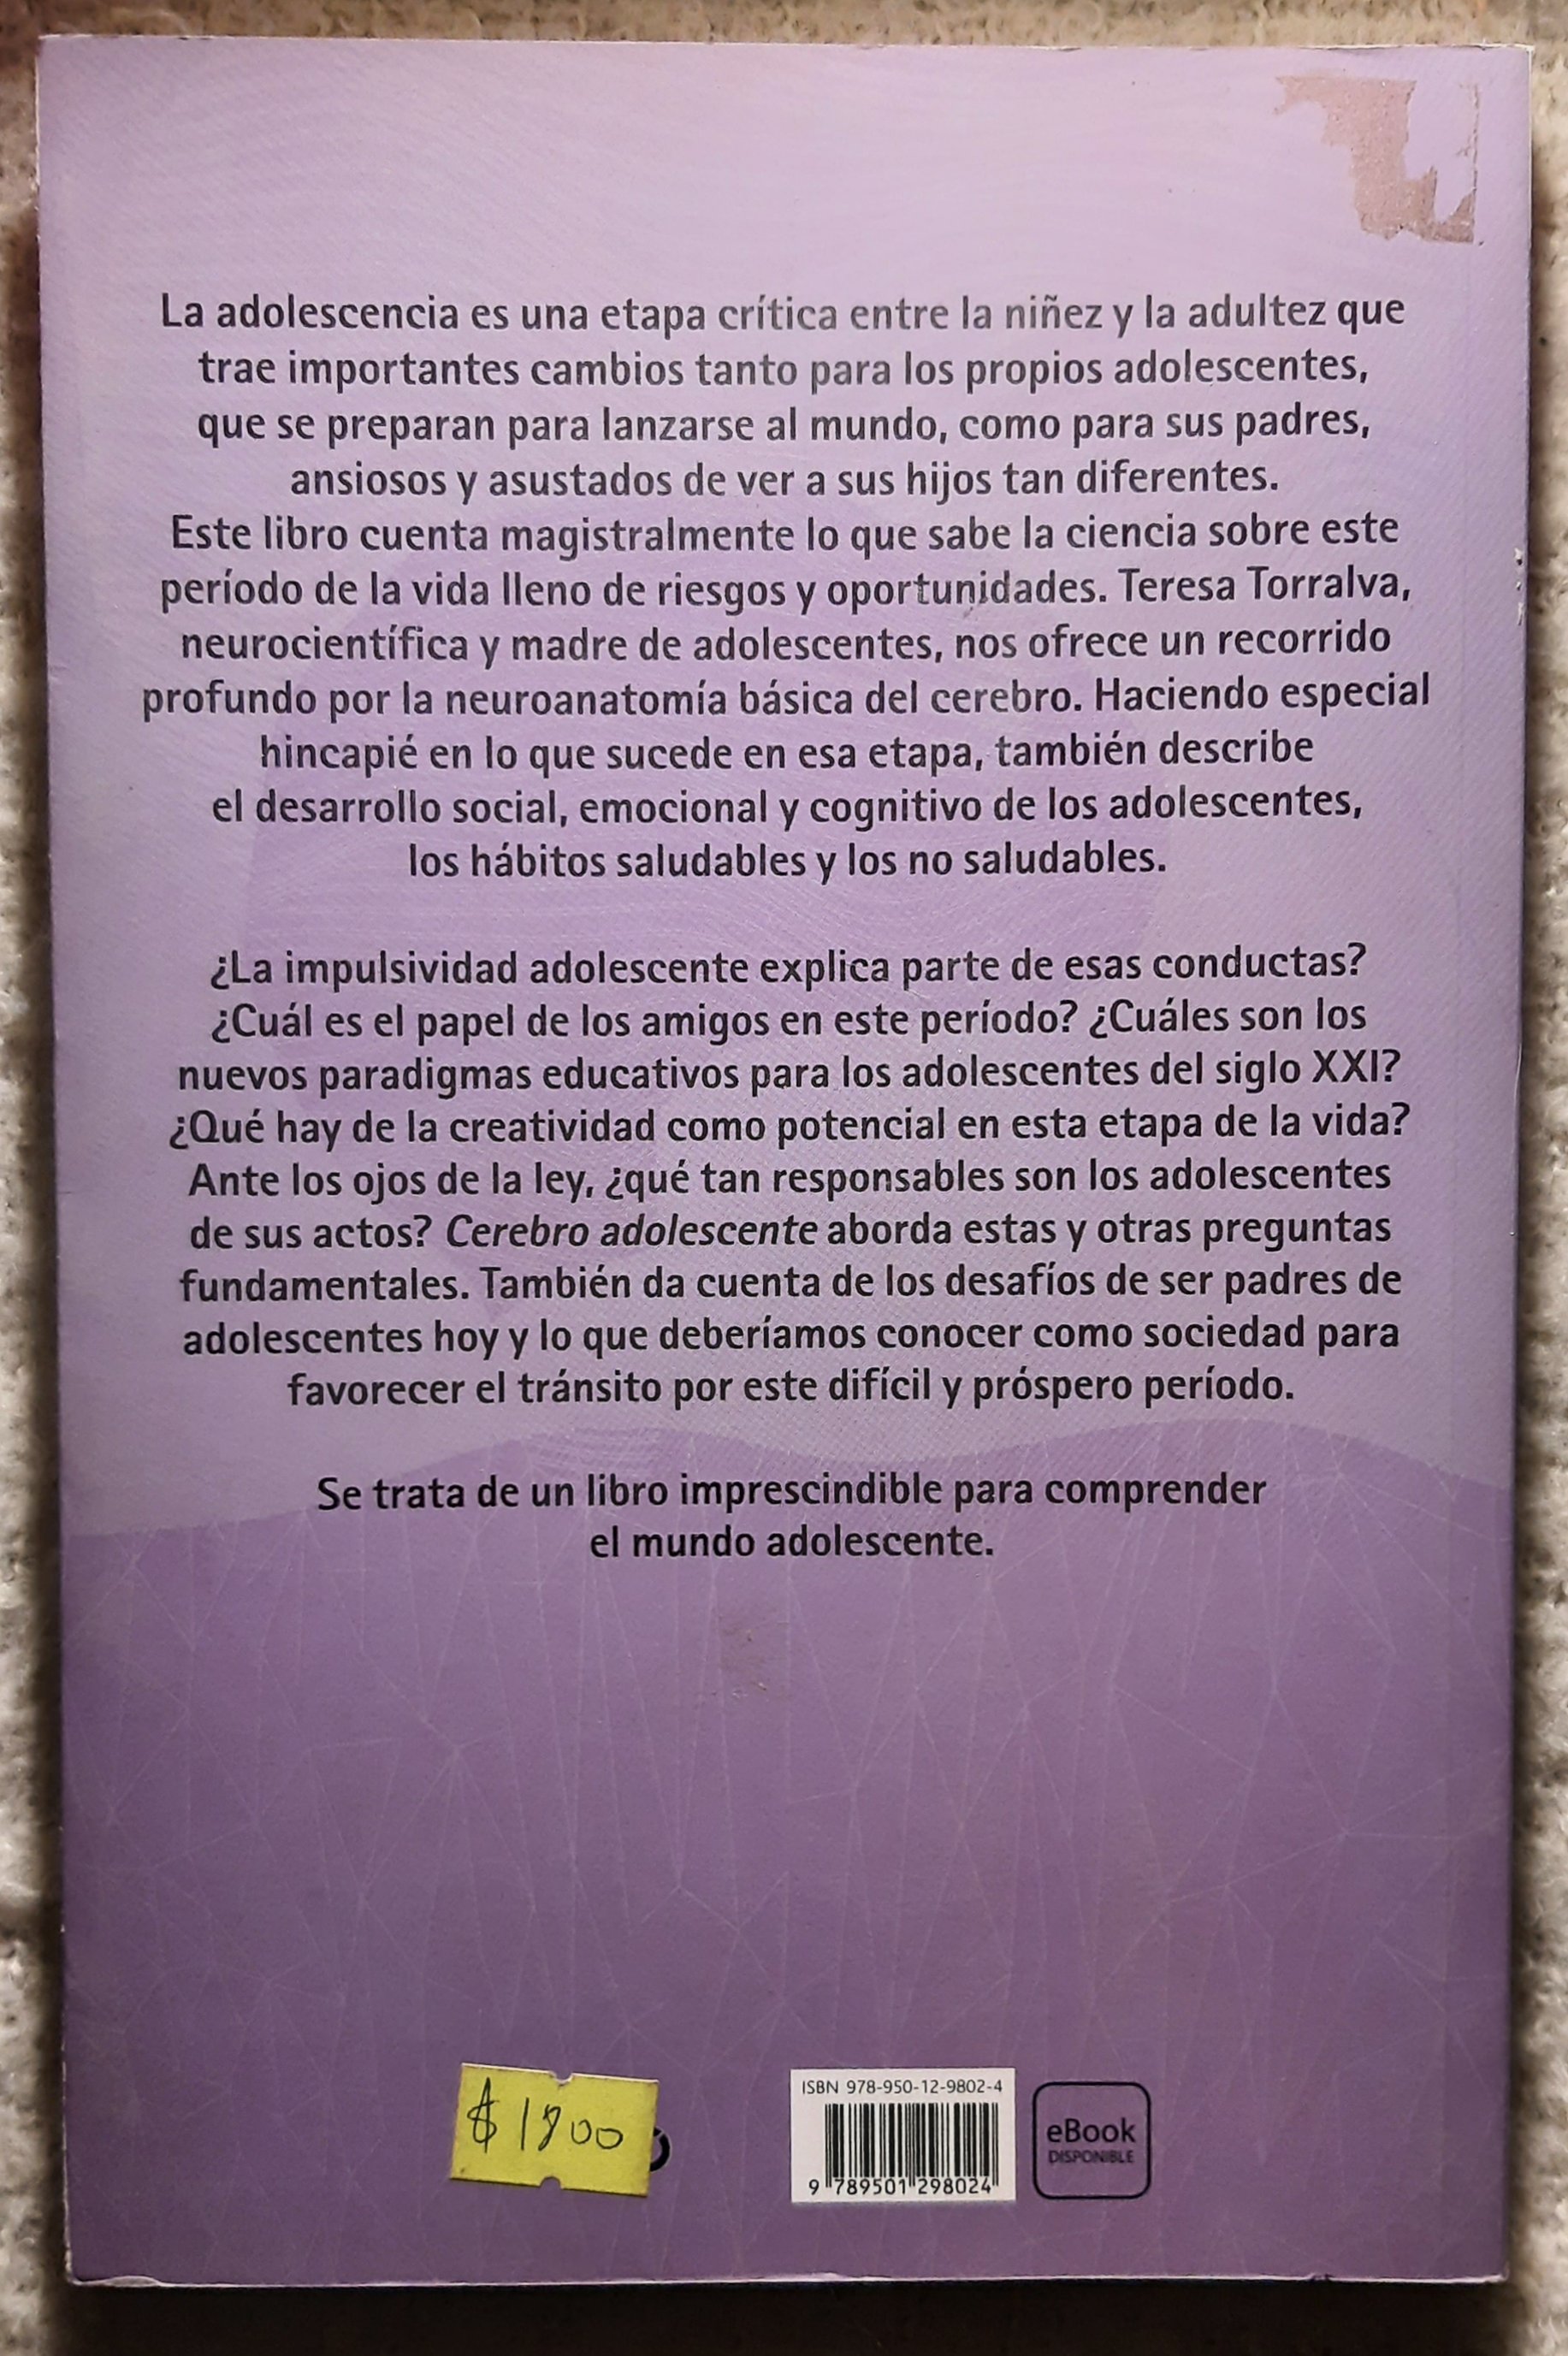 La adolescencia es una etapa crítica entre la niñez y la adultez que
trae importantes cambios tanto para los propios adolescentes,
que se preparan para lanzarse al mundo, como para sus padres,
ansiosos y asustados de ver a sus hijos tan diferentes.
Este libro cuenta magistralmente lo que sabe la ciencia sobre este
período de la vida lleno de riesgos y oportunidades. Teresa Torralva,
neurocientífica y madre de adolescentes, nos ofrece un recorrido
profundo por la neuroanatomía básica del cerebro. Haciendo especial
hincapié en lo que sucede en esa etapa, también describe
el desarrollo social, emocional y cognitivo de los adolescentes,
los hábitos saludables y los no saludables.
¿La impulsividad adolescente explica parte de esas conductas?
¿Cuál es el papel de los amigos en este período? ¿Cuáles son los
nuevos paradigmas educativos para los adolescentes del siglo XXI?
¿Qué hay de la creatividad como potencial en esta etapa de la vida?
Ante los ojos de la ley, ¿qué tan responsables son los adolescentes
de sus actos? Cerebro adolescente aborda estas y otras preguntas
fundamentales. También da cuenta de los desafíos de ser padres de
adolescentes hoy y lo que deberíamos conocer como sociedad para
favorecer el tránsito por este difícil y próspero período.
Se trata de un libro imprescindible para comprender
el mundo adolescente.
$ 1900
ISBN 978-950-12-9802-4
9 789501 298024
eBook
DISPONIBLE